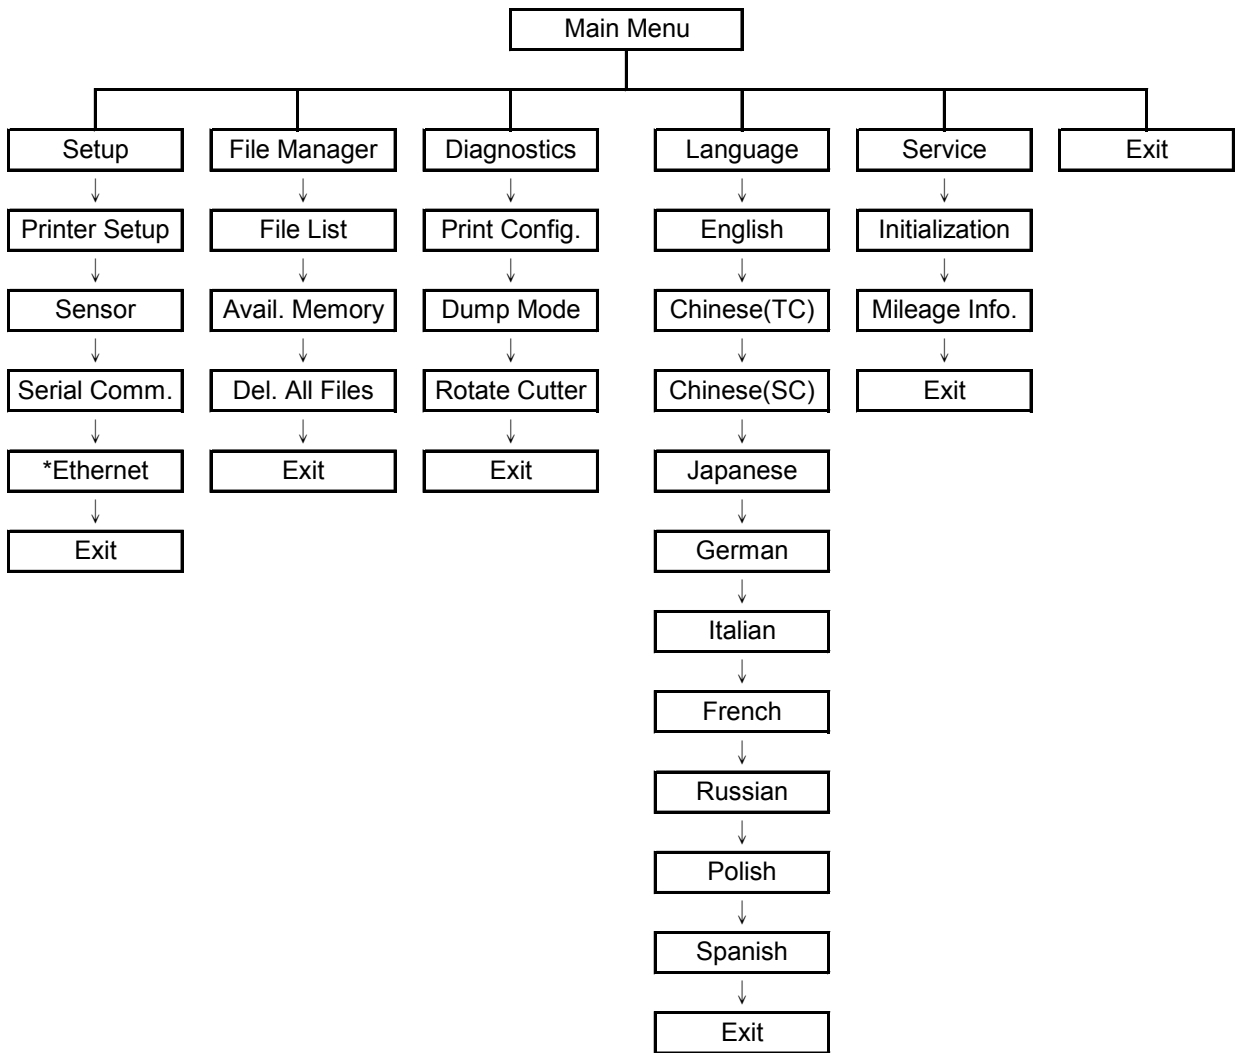 Main Menu
Setup
File Manager
Diagnostics
Language
Service
Exit
Printer Setup
File List
Print Config.
English
Initialization
Sensor
Avail. Memory
Dump Mode
Chinese(TC)
Mileage Info.
Serial Comm.
Del. All Files
Rotate Cutter
Chinese(SC)
Exit
*Ethernet
Exit
Exit
Japanese
Exit
German
Italian
French
Russian
Polish
Spanish
Exit